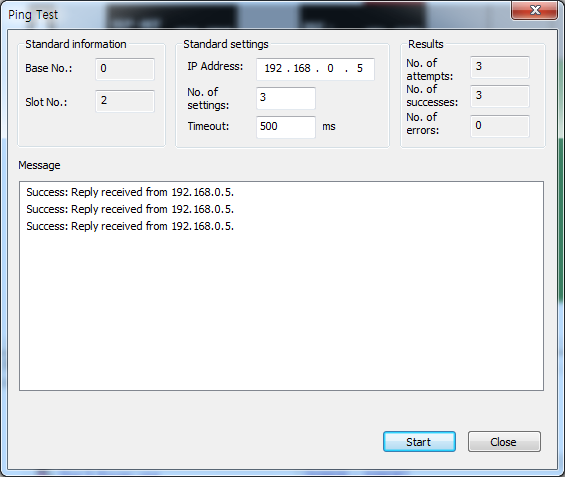 Ping Test
Standard information
Base No.: 0
Slot No.: 2
Standard settings
IP Address: 192 . 168 . 0 . 5
No. of
settings: 3
Timeout: 500 ms
Results
No. of
attempts: 3
No. of
successes: 3
No. of
errors: 0
Message
Success: Reply received from 192.168.0.5.
Success: Reply received from 192.168.0.5.
Success: Reply received from 192.168.0.5.
Start
Close